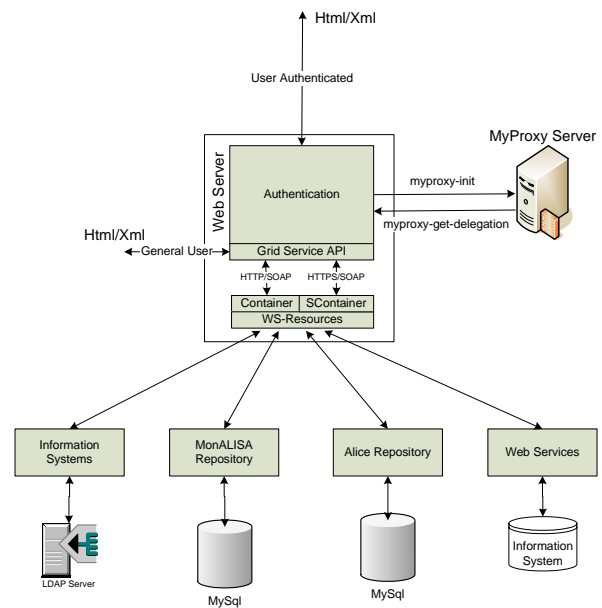 Html/Xml
User Authenticated
MyProxy Server
Web Server
Authentication
myproxy-init
myproxy-get-delegation
Html/Xml
General User
Grid Service API
HTTP/SOAP
HTTPS/SOAP
Container
SContainer
WS-Resources
Information
Systems
MonALISA
Repository
Alice Repository
Web Services
LDAP Server
MySql
MySql
Information
System